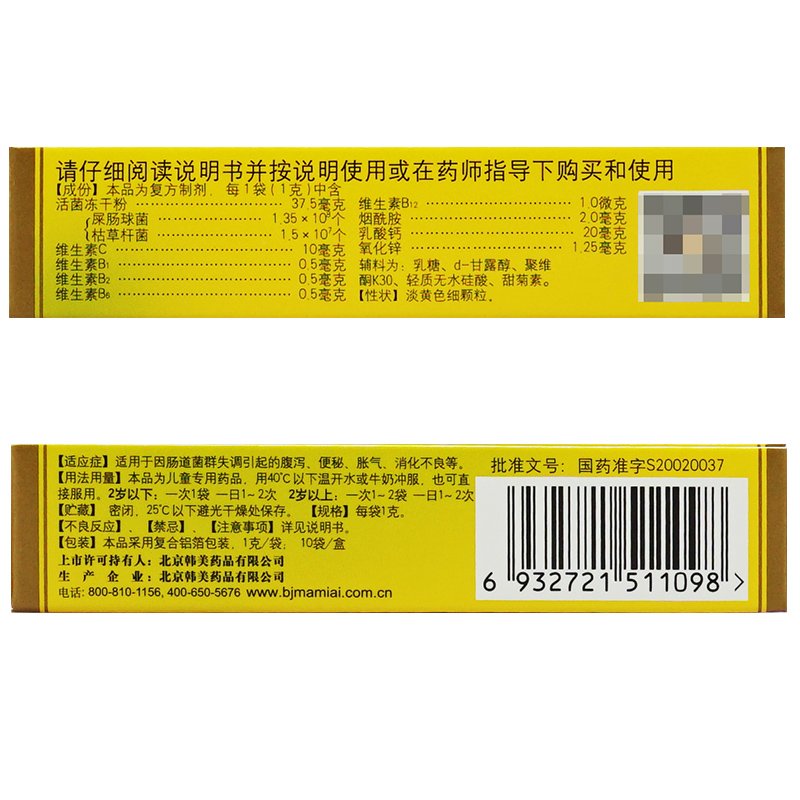 请仔细阅读说明书并按说明使用或在药师指导下购买和使用
【成份】本品为复方制剂，每1袋(1克)中含
活菌冻干粉 37.5毫克
屎肠球菌 1.35×10⁸个
枯草杆菌 1.5×10⁷个
维生素C 10毫克
维生素B₁ 0.5毫克
维生素B₂ 0.5毫克
维生素B₆ 0.5毫克
维生素B₁₂ 1.0微克
烟酰胺 2.0毫克
乳酸钙 20毫克
氧化锌 1.25毫克
辅料为：乳糖、d-甘露醇、聚维
酮K30、轻质无水硅酸、甜菊素。
【性状】淡黄色细颗粒。
【适应症】适用于因肠道菌群失调引起的腹泻、便秘、胀气、消化不良等。
【用法用量】本品为儿童专用药品，用40℃以下温开水或牛奶冲服，也可直
接服用。2岁以下：一次1袋 一日1~2次 2岁以上：一次1~2袋 一日1~2次
【贮藏】密闭，25℃以下避光干燥处保存。【规格】每袋1克。
【不良反应】、【禁忌】、【注意事项】详见说明书。
【包装】本品采用复合铝箔包装，1克/袋；10袋/盒
上市许可持有人：北京韩美药品有限公司
生产企业：北京韩美药品有限公司
电话: 800-810-1156, 400-650-5676 www.bjmamiai.com.cn
批准文号：国药准字S20020037
6 932721 511098 >